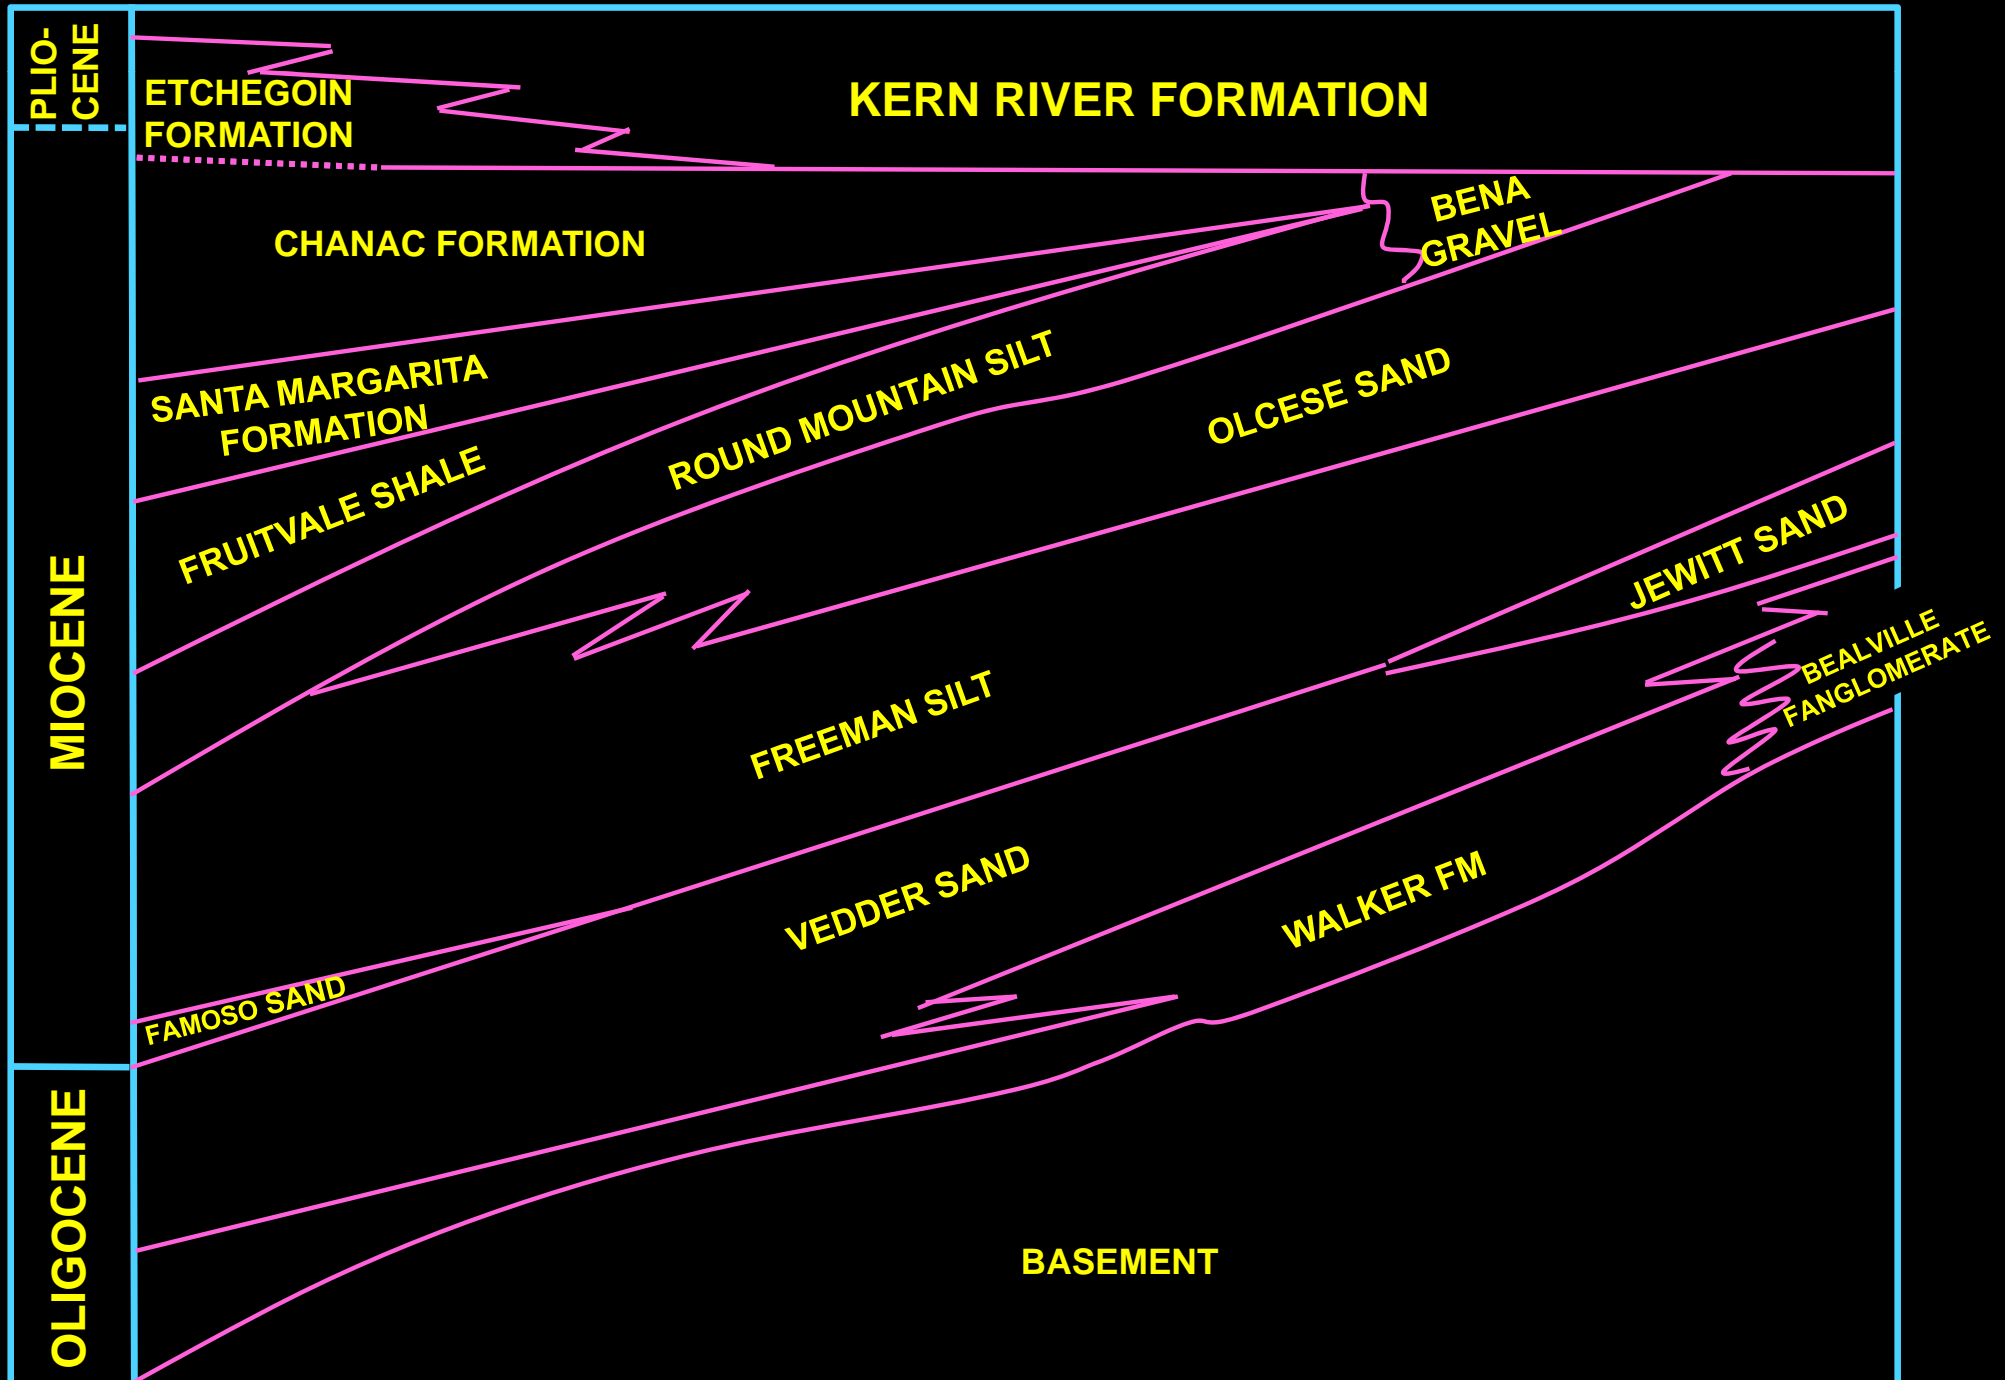 PLIO-
CENE
ETCHEGOIN
FORMATION
KERN RIVER FORMATION
BENA
GRAVEL
CHANAC FORMATION
SANTA MARGARITA
FORMATION
ROUND MOUNTAIN SILT
OLCESE SAND
FRUITVALE SHALE
JEWITT SAND
MIOCENE
BEALVILLE
FANGLOMERATE
FREEMAN SILT
VEDDER SAND
WALKER FM
FAMOSO SAND
OLIGOCENE
BASEMENT